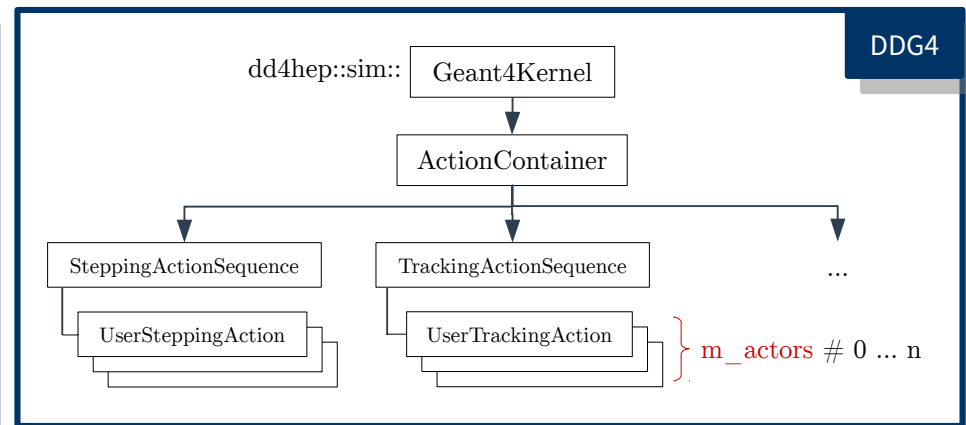 DDG4
dd4hep::sim:: Geant4Kernel
ActionContainer
SteppingActionSequence TrackingActionSequence ...
UserSteppingAction UserTrackingAction
m_actors # 0 ... n